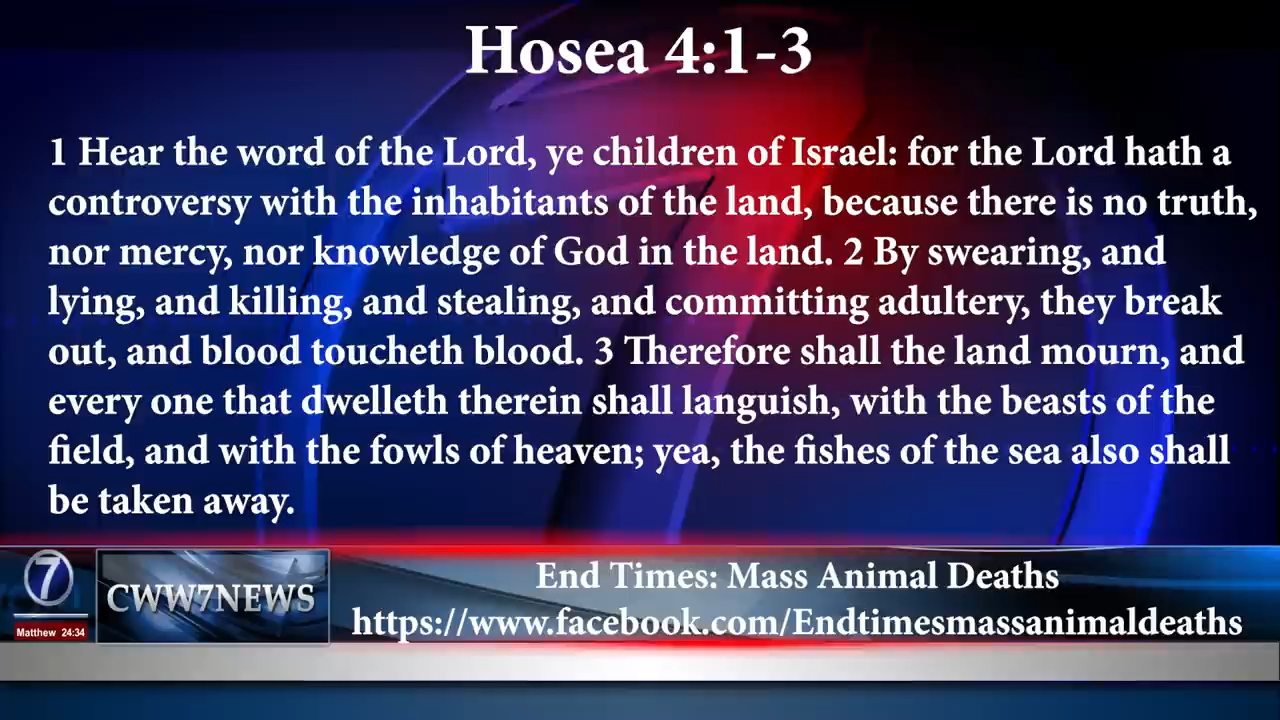 Hosea 4:1-3
1 Hear the word of the Lord, ye children of Israel: for the Lord hath a
controversy with the inhabitants of the land, because there is no truth,
nor mercy, nor knowledge of God in the land. 2 By swearing, and
lying, and killing, and stealing, and committing adultery, they break
out, and blood toucheth blood. 3 Therefore shall the land mourn, and
every one that dwelleth therein shall languish, with the beasts of the
field, and with the fowls of heaven; yea, the fishes of the sea also shall
be taken away.
7
Matthew 24:34
CWW7NEWS
End Times: Mass Animal Deaths
https://www.facebook.com/Endtimesmassanimaldeaths